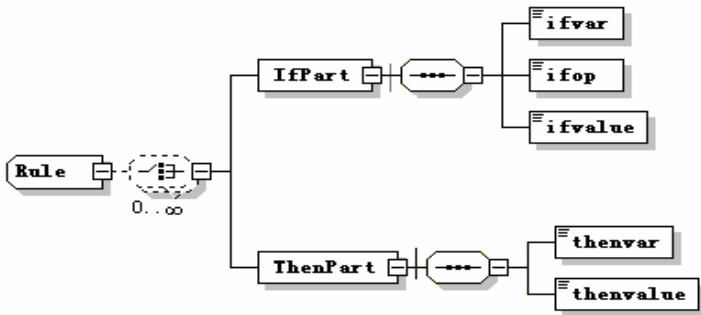 ifvar
IfPart
ifop
ifvalue
Rule
0..∞
thenvar
ThenPart
thenvalue